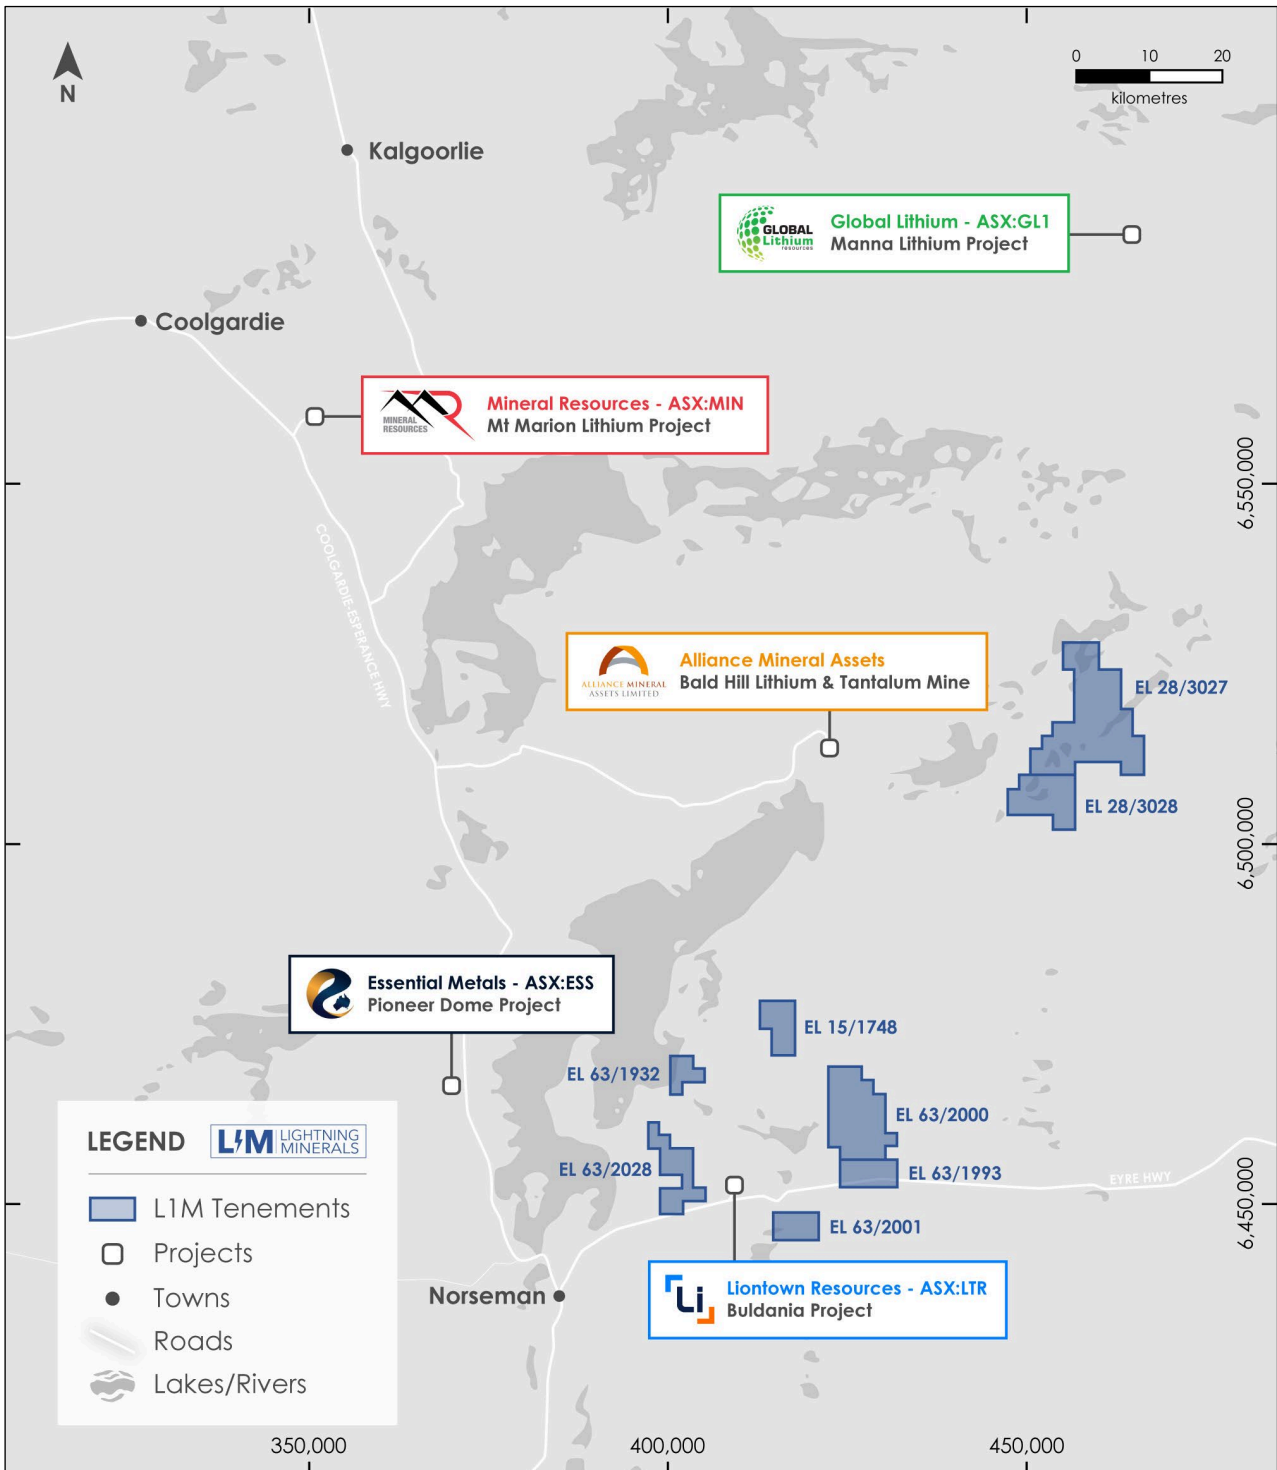 0 10 20
kilometres
N
Kalgoorlie
GLOBAL
Lithium
resources
Global Lithium - ASX:GL1
Manna Lithium Project
Coolgardie
MINERAL
RESOURCES
Mineral Resources - ASX:MIN
Mt Marion Lithium Project
6,550,000
COOLGARDIE-ESPERANCE HWY
ALLIANCE MINERAL
ASSETS LIMITED
Alliance Mineral Assets
Bald Hill Lithium & Tantalum Mine
EL 28/3027
EL 28/3028
6,500,000
Essential Metals - ASX:ESS
Pioneer Dome Project
EL 15/1748
EL 63/1932
EL 63/2000
EL 63/2028
EL 63/1993
EYRE HWY
6,450,000
EL 63/2001
LEGEND
L1M LIGHTNING
MINERALS
L1M Tenements
Projects
Towns
Roads
Lakes/Rivers
Norseman
Li
Liontown Resources - ASX:LTR
Buldania Project
350,000
400,000
450,000